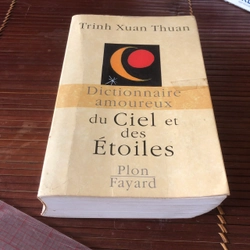 Trinh Xuan Thuan
Dictionnaire
amoureux
du Ciel et
des
Étoiles
Plon
Fayard